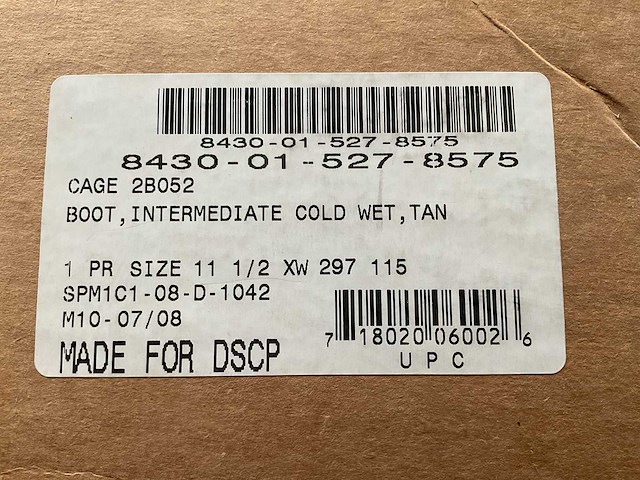 8430-01-527-8575
8430-01-527-8575
CAGE 2B052
BOOT,INTERMEDIATE COLD WET,TAN
1 PR SIZE 11 1/2 XW 297 115
SPM1C1-08-D-1042
M10-07/08
7 18020 06002 6
MADE FOR DSCP
UPC